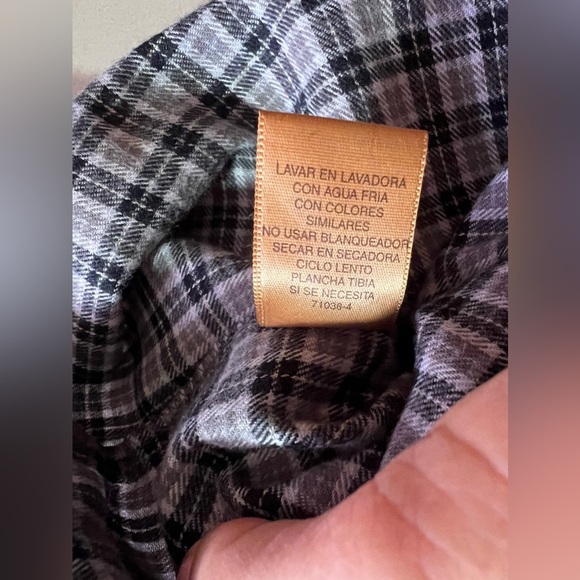 LAVAR EN LAVADORA
CON AGUA FRIA
CON COLORES
SIMILARES
NO USAR BLANQUEADOR
SECAR EN SECADORA
CICLO LENTO
PLANCHA TIBIA
SI SE NECESITA
71036-4